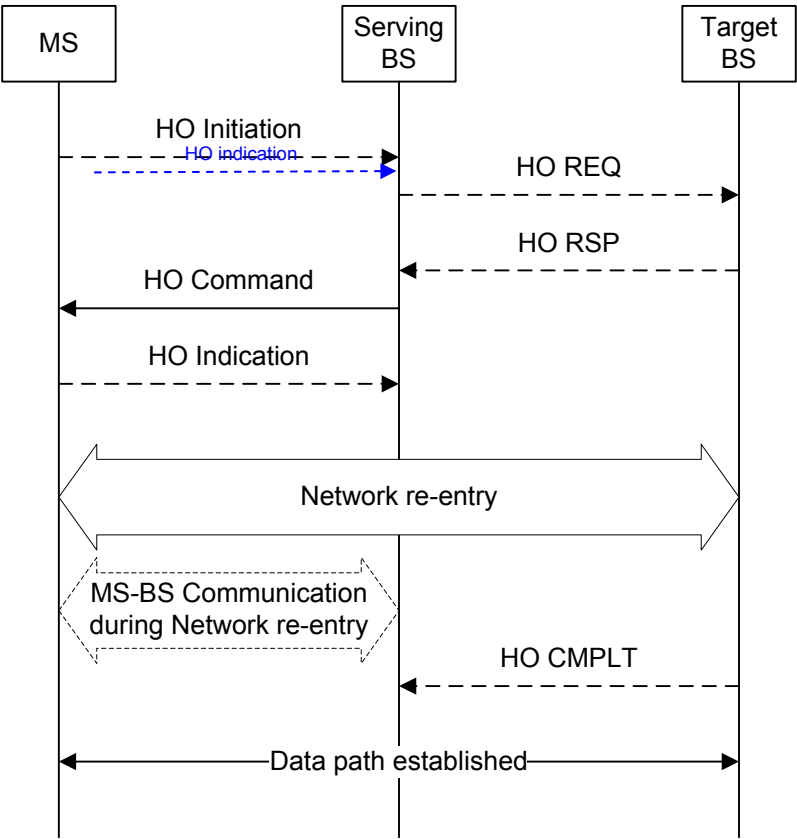 MS
Serving
BS
Target
BS
HO Initiation
HO indication
HO REQ
HO RSP
HO Command
HO Indication
Network re-entry
MS-BS Communication
during Network re-entry
HO CMPLT
Data path established